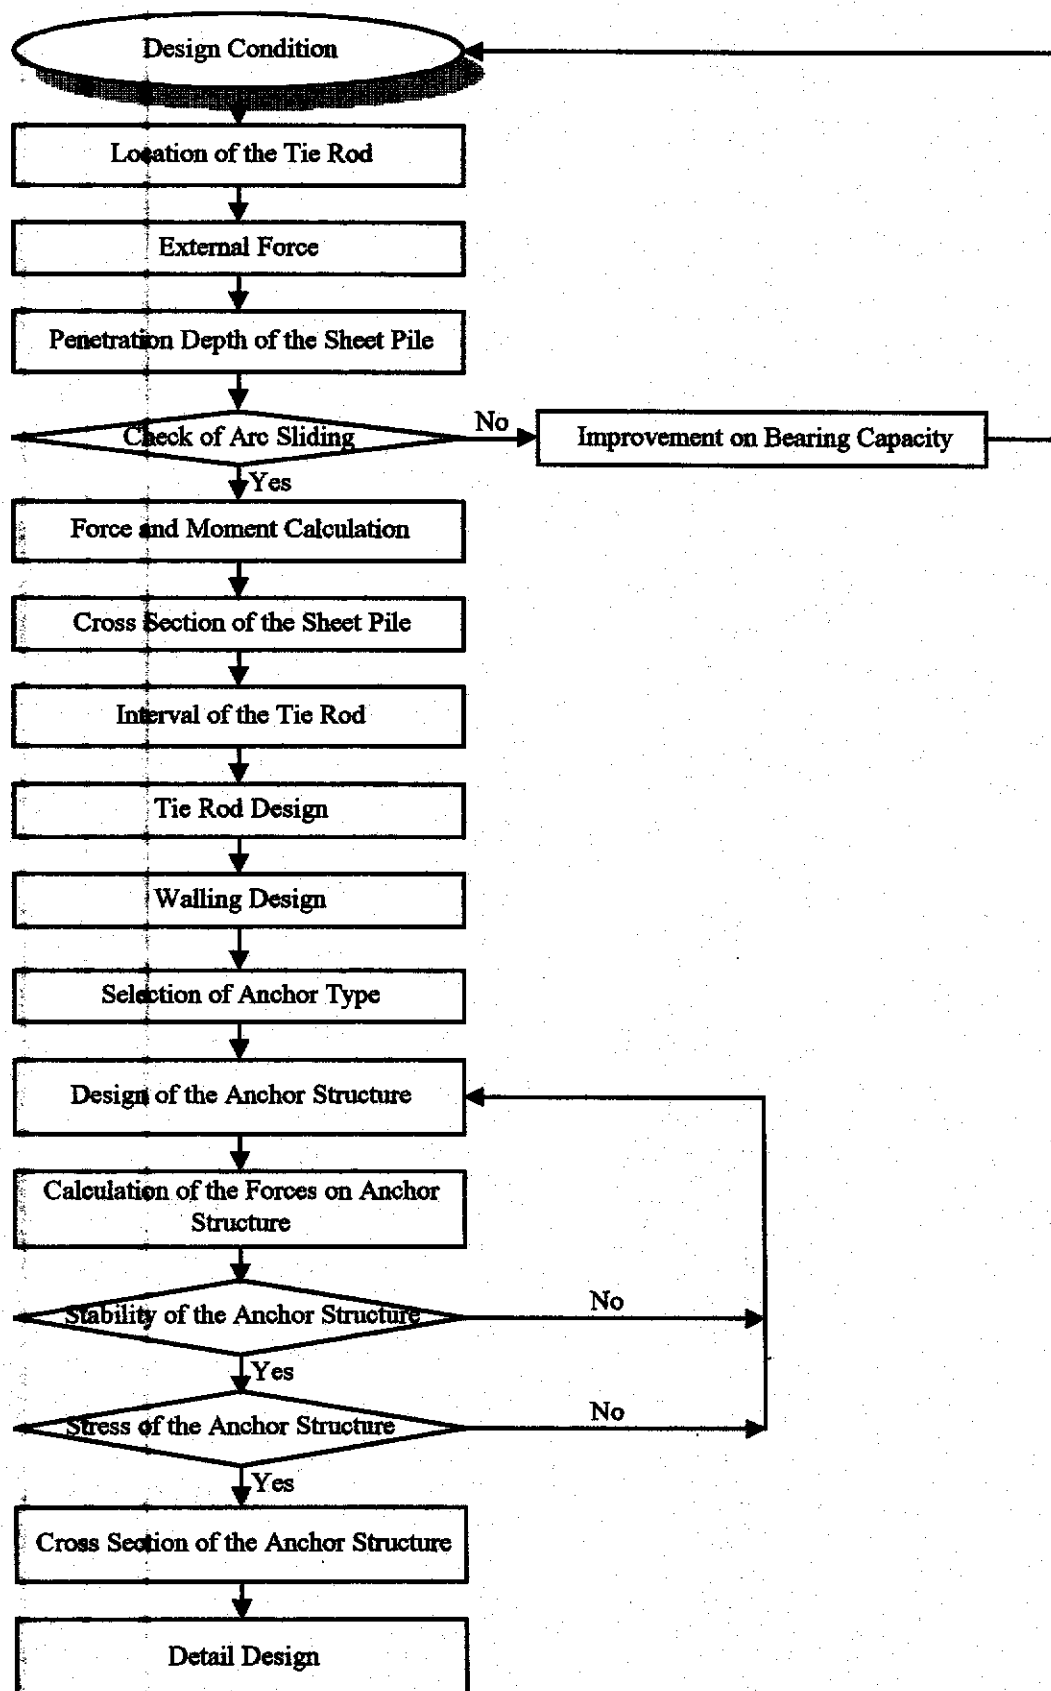 Design Condition
Location of the Tie Rod
External Force
Penetration Depth of the Sheet Pile
Check of Arc Sliding
No
Improvement on Bearing Capacity
Yes
Force and Moment Calculation
Cross Section of the Sheet Pile
Interval of the Tie Rod
Tie Rod Design
Walling Design
Selection of Anchor Type
Design of the Anchor Structure
Calculation of the Forces on Anchor
Structure
Stability of the Anchor Structure
No
Yes
Stress of the Anchor Structure
No
Yes
Cross Section of the Anchor Structure
Detail Design